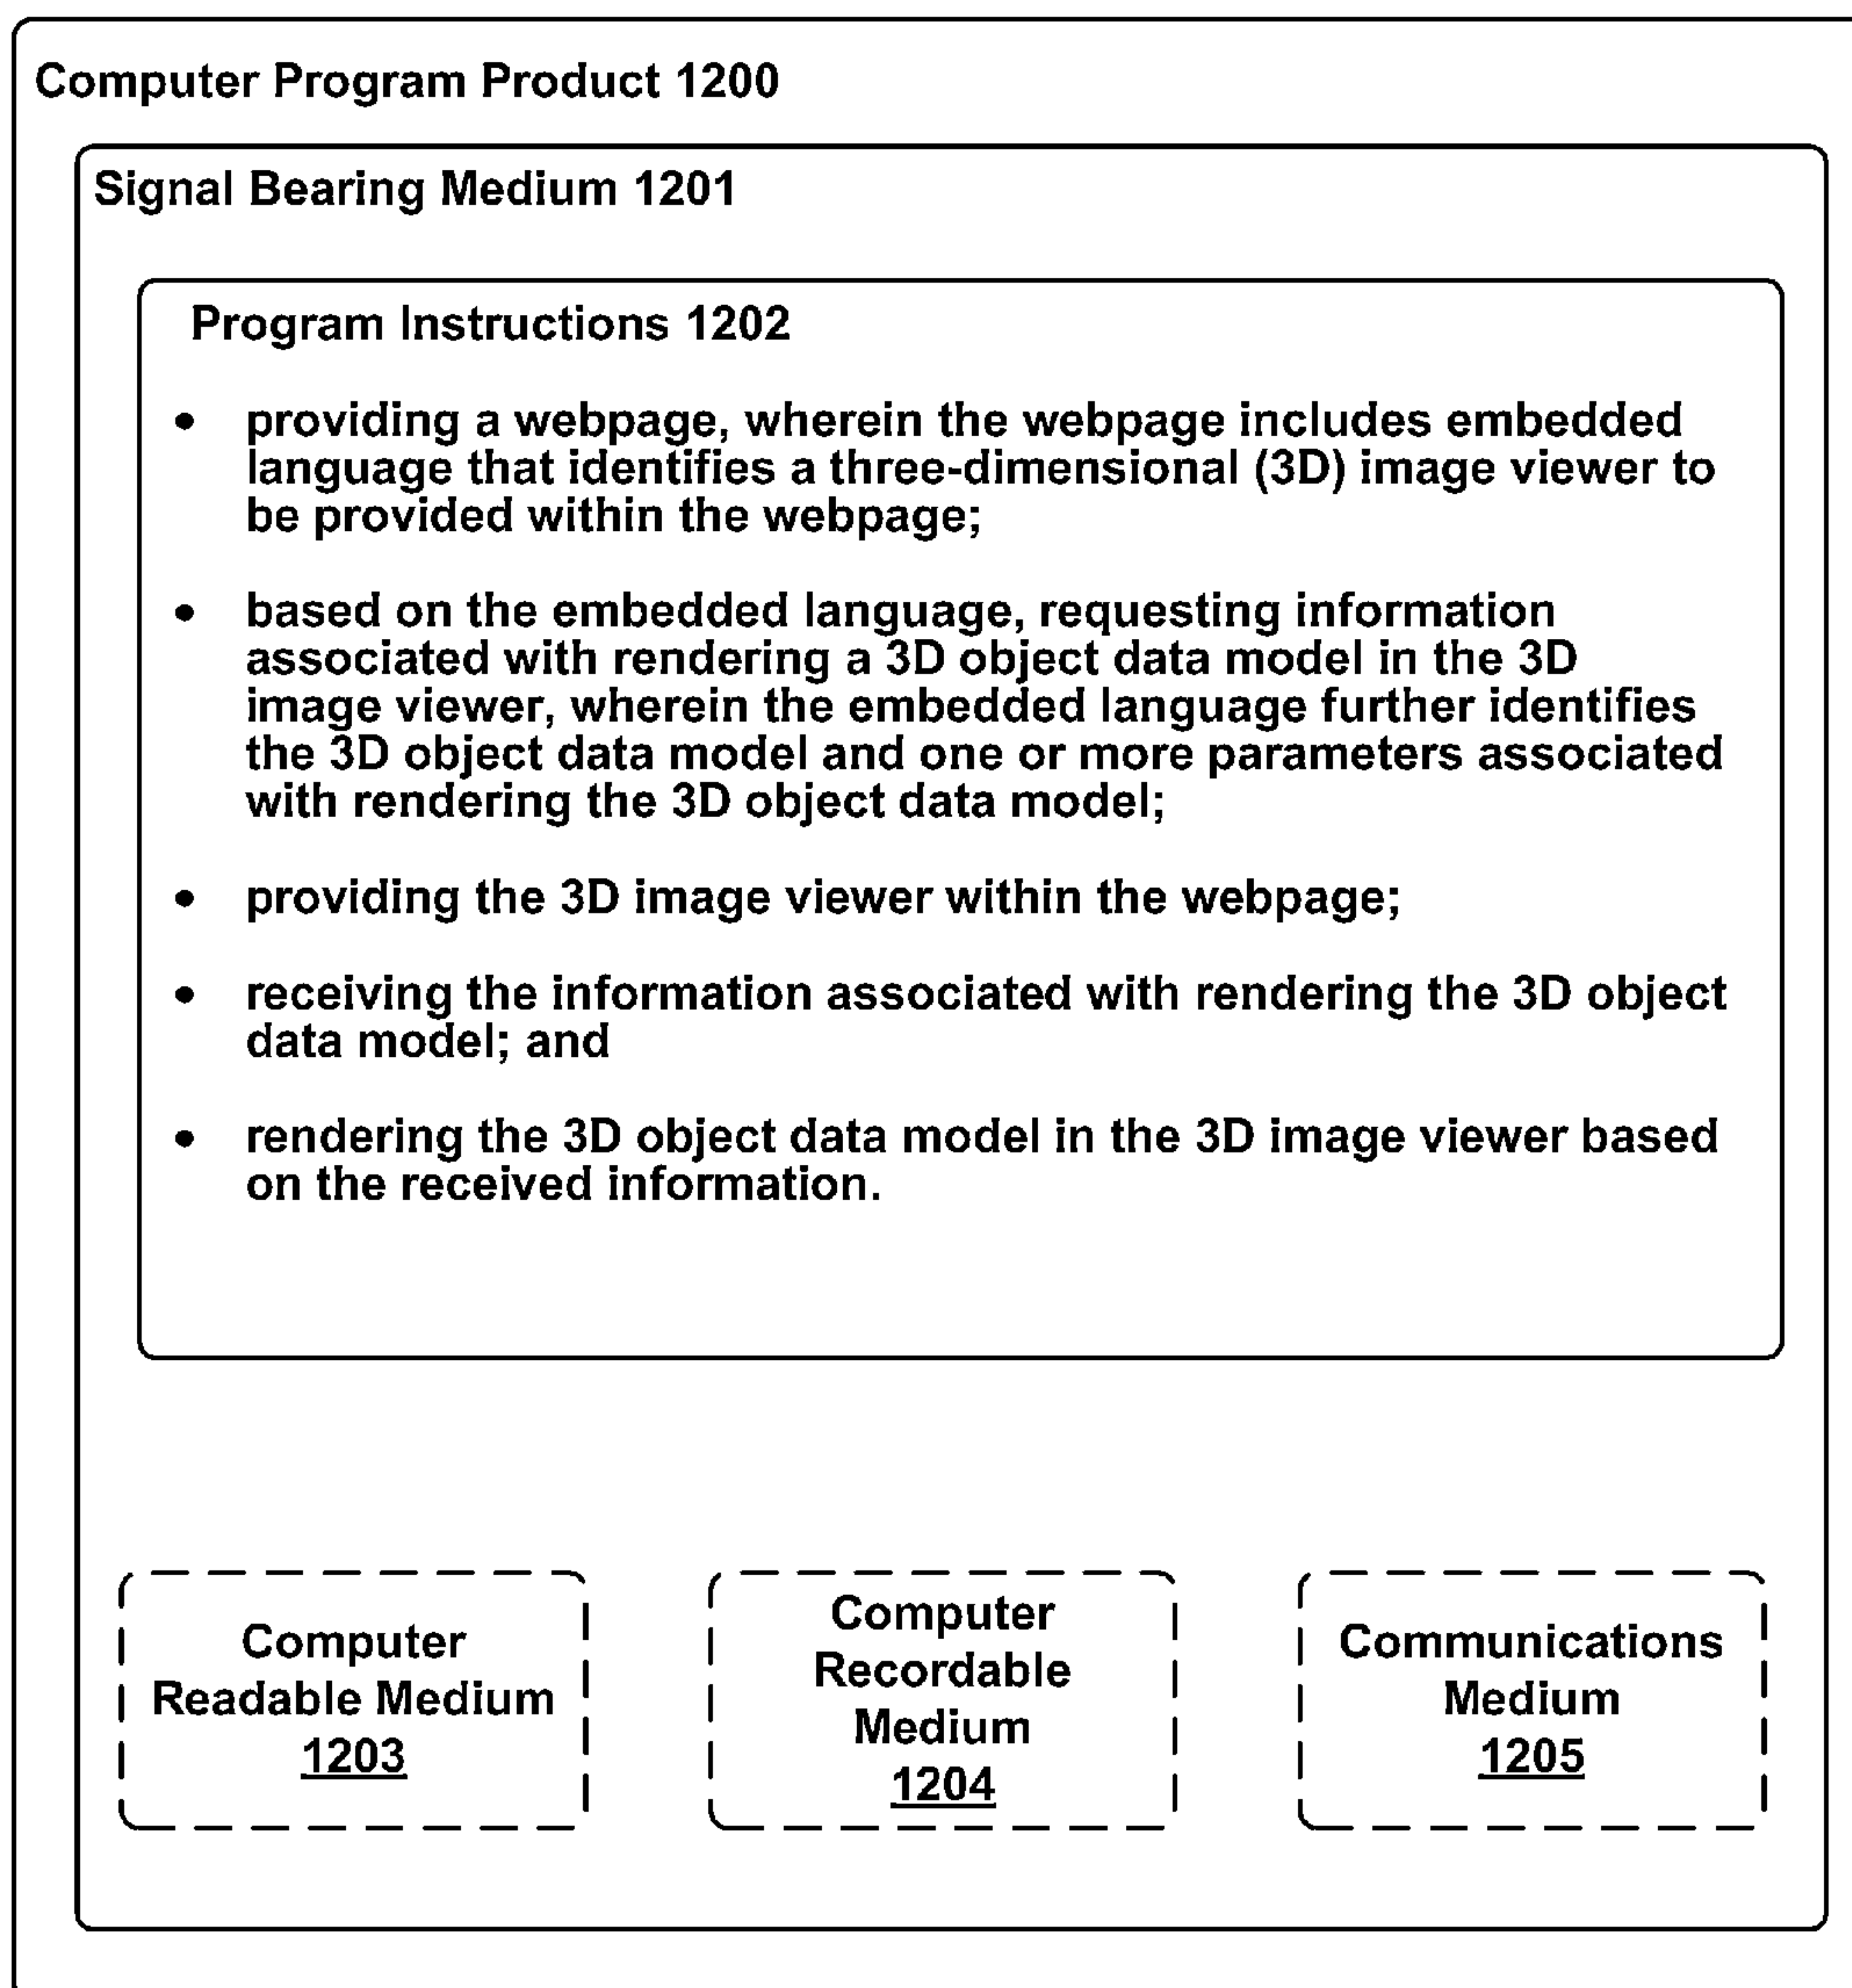 Computer Program Product 1200
Signal Bearing Medium 1201
Program Instructions 1202
• providing a webpage, wherein the webpage includes embedded
language that identifies a three-dimensional (3D) image viewer to
be provided within the webpage;
• based on the embedded language, requesting information
associated with rendering a 3D object data model in the 3D
image viewer, wherein the embedded language further identifies
the 3D object data model and one or more parameters associated
with rendering the 3D object data model;
• providing the 3D image viewer within the webpage;
• receiving the information associated with rendering the 3D object
data model; and
• rendering the 3D object data model in the 3D image viewer based
on the received information.
Computer
Readable Medium
1203
Computer
Recordable
Medium
1204
Communications
Medium
1205